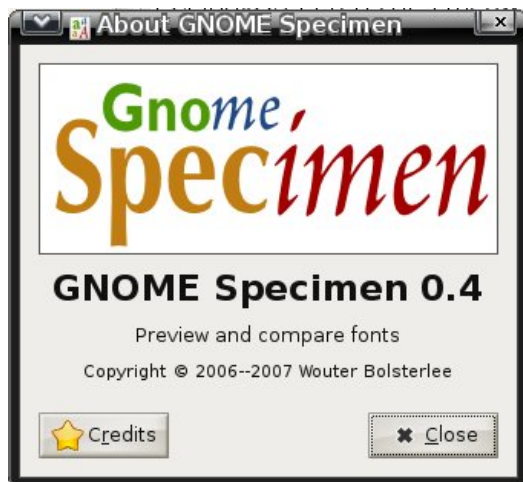 About GNOME Specimen
Gnome
Specimen
GNOME Specimen 0.4
Preview and compare fonts
Copyright © 2006--2007 Wouter Bolsterlee
Credits
Close